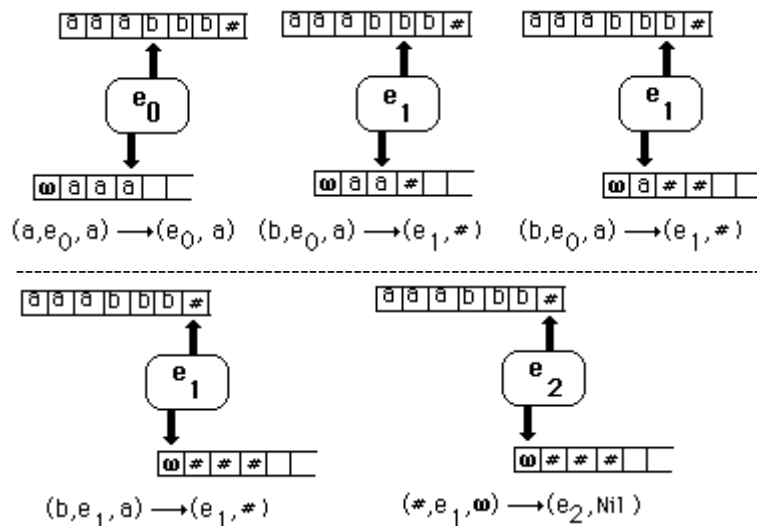 a a a b b b #
a a a b b b #
a a a b b b #
e0
e1
e1
ω a a a
ω a a #
ω a # #
(a,e0, a) → (e0, a)
(b,e0, a) → (e1, #)
(b,e0, a) → (e1, #)
a a a b b b #
a a a b b b #
e1
e2
ω # # #
ω # # #
(b,e1, a) → (e1, #)
(#,e1, ω) → (e2, Nil)